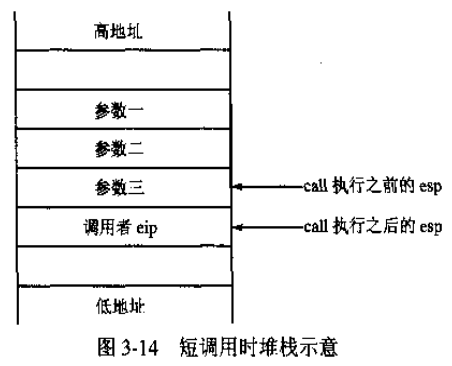 高地址
参数一
参数二
参数三
call 执行之前的 esp
调用者 eip
call 执行之后的 esp
低地址
图 3-14 短调用时堆栈示意